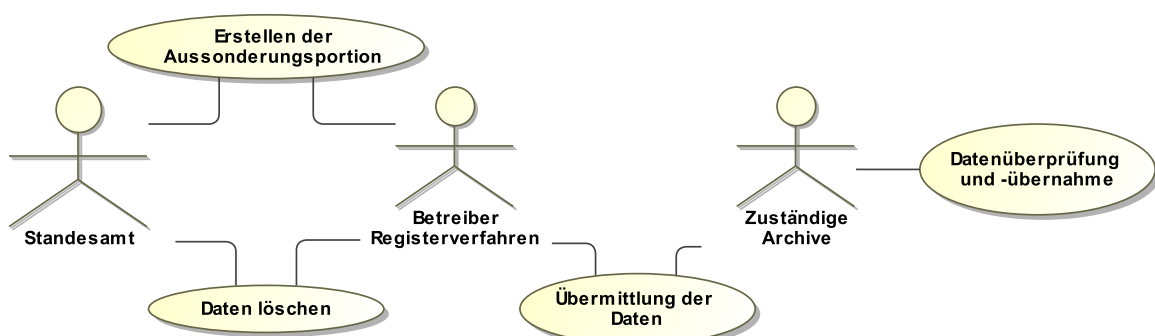 Erstellen der
Aussonderungsportion
Datenüberprüfung
und -übernahme
Standesamt
Betreiber
Registerverfahren
Zuständige
Archive
Daten löschen
Übermittlung der
Daten